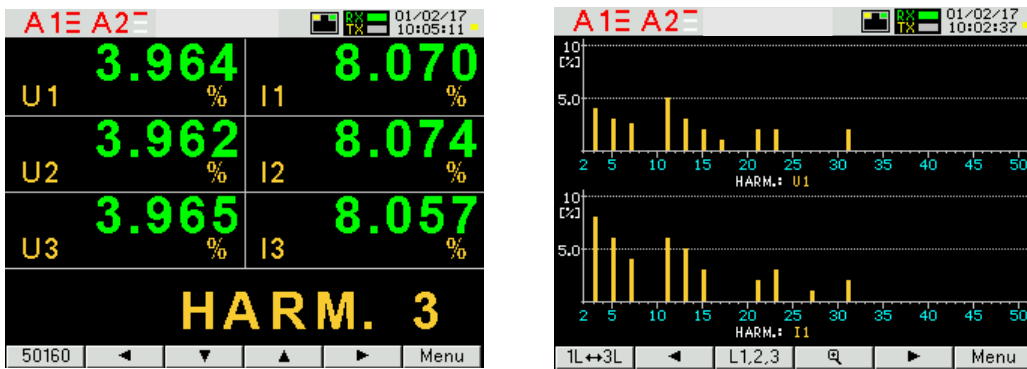 A1 A2 RX TX 01/02/17 10:05:11
3.964 8.070
U1 % I1 %
3.962 8.074
U2 % I2 %
3.965 8.057
U3 % I3 %
HARM. 3
50160 ◄ ▼ ▲ ► Menu
A1 A2 RX TX 01/02/17 10:02:37
10
[%]
5.0
2 5 10 15 20 25 30 35 40 45 50
HARM.: U1
10
[%]
5.0
2 5 10 15 20 25 30 35 40 45 50
HARM.: I1
1L↔3L ◄ L1,2,3 ► Menu